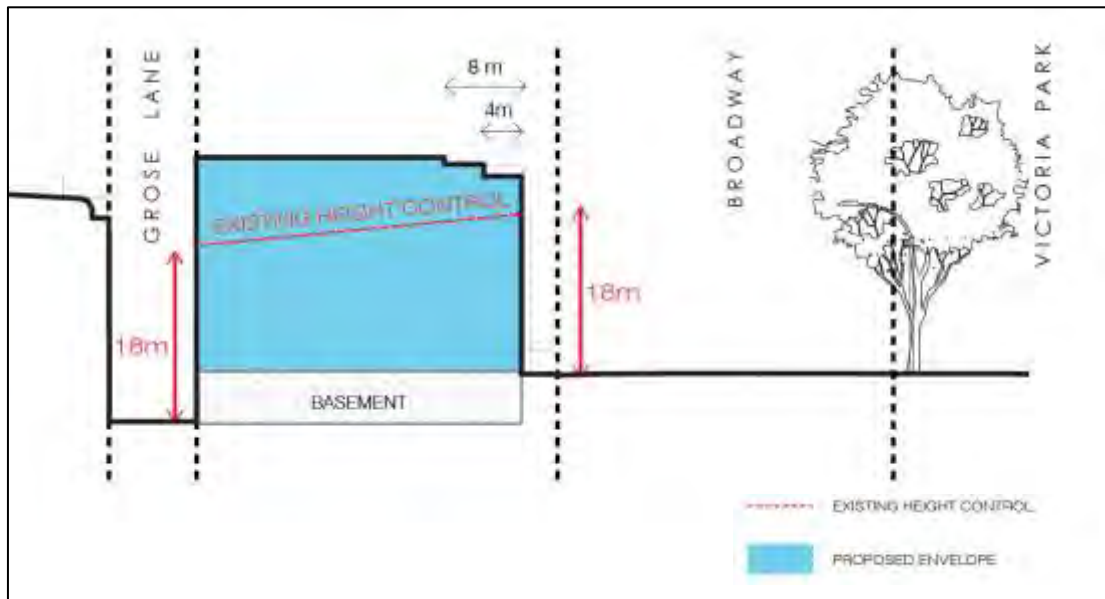 GROSE LANE
8 m
4m
BROADWAY
VICTORIA PARK
EXISTING HEIGHT CONTROL
18m
18m
BASEMENT
EXISTING HEIGHT CONTROL
PROPOSED ENVELOPE